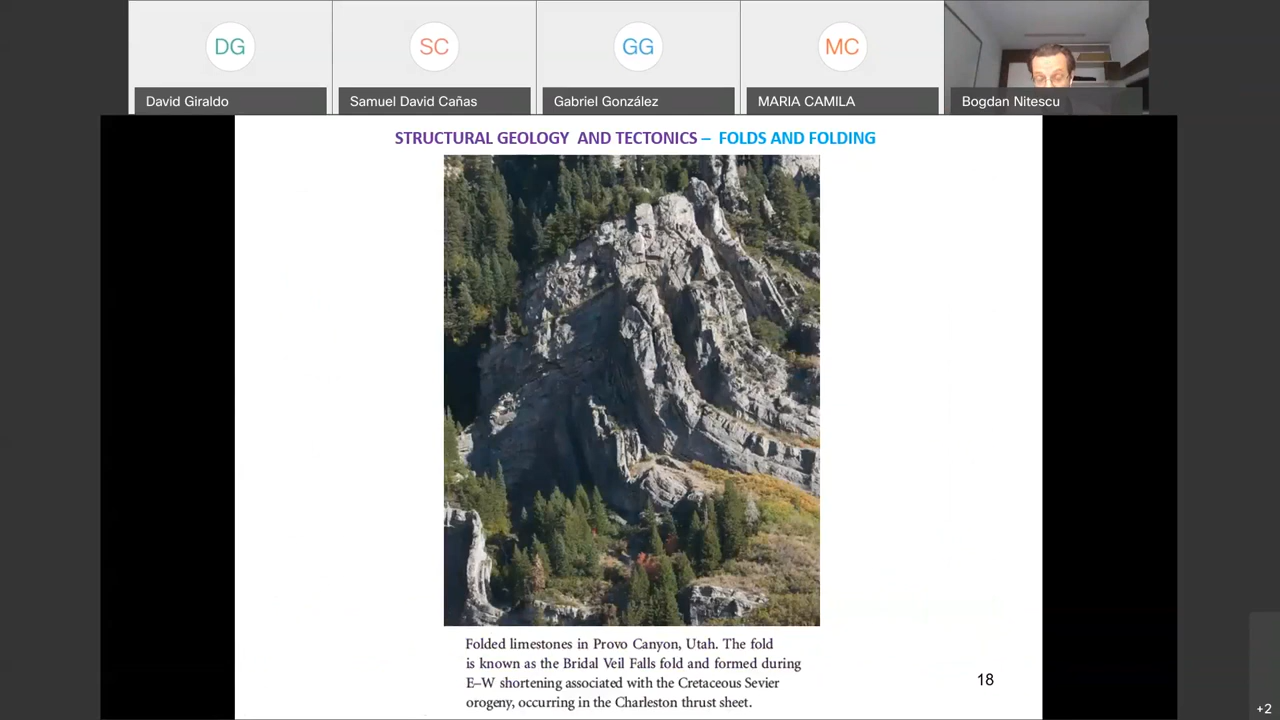 DG
SC
GG
MC
David Giraldo
Samuel David Cañas
Gabriel González
MARIA CAMILA
Bogdan Nitescu
STRUCTURAL GEOLOGY AND TECTONICS – FOLDS AND FOLDING
Folded limestones in Provo Canyon, Utah. The fold
is known as the Bridal Veil Falls fold and formed during
E–W shortening associated with the Cretaceous Sevier
orogeny, occurring in the Charleston thrust sheet.
18
+2